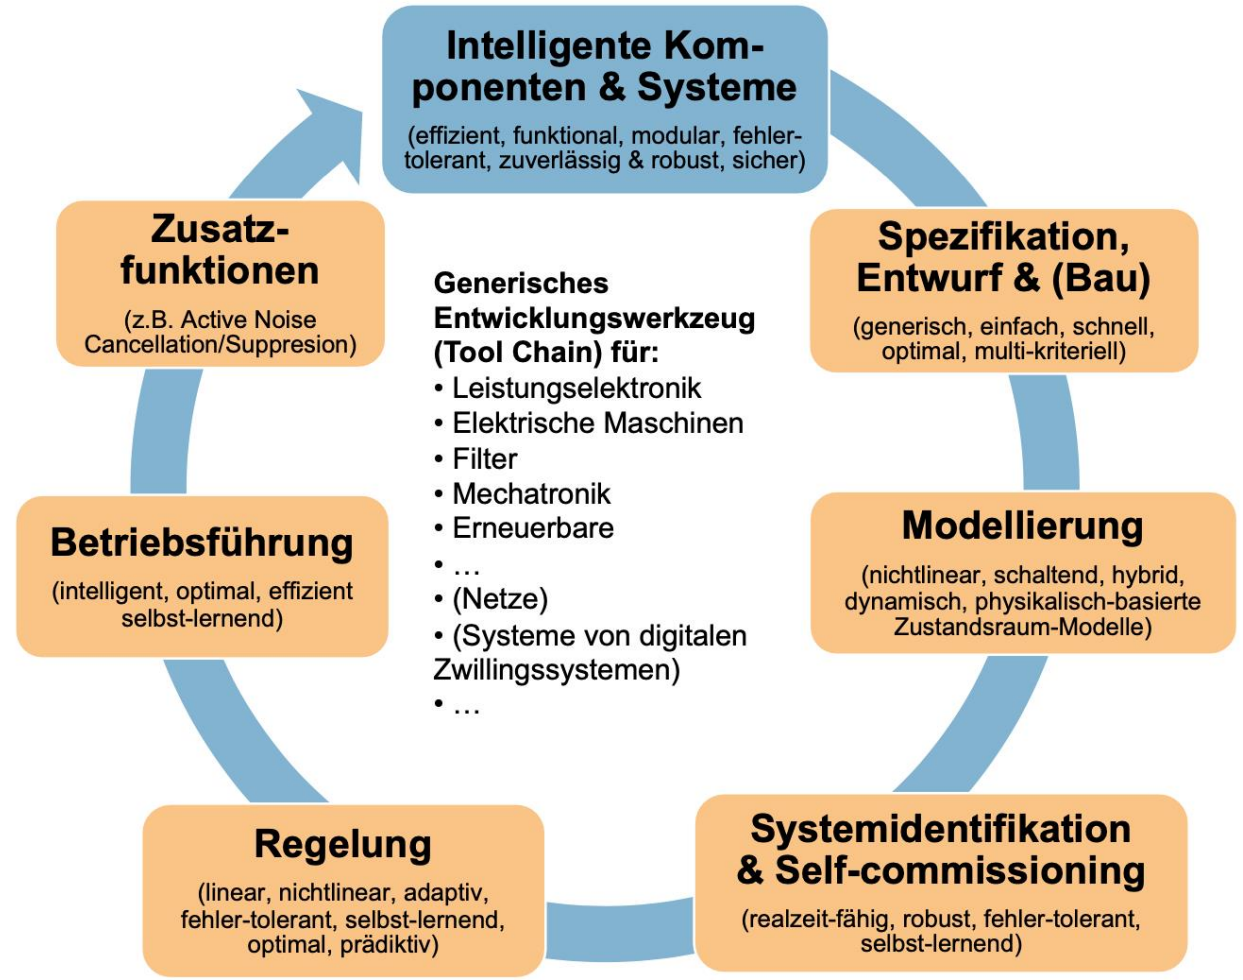 Intelligente Kom-
ponenten & Systeme
(effizient, funktional, modular, fehler-
tolerant, zuverlässig & robust, sicher)
Spezifikation,
Entwurf & (Bau)
(generisch, einfach, schnell,
optimal, multi-kriteriell)
Modellierung
(nichtlinear, schaltend, hybrid,
dynamisch, physikalisch-basierte
Zustandsraum-Modelle)
Systemidentifikation
& Self-commissioning
(realzeit-fähig, robust, fehler-tolerant,
selbst-lernend)
Regelung
(linear, nichtlinear, adaptiv,
fehler-tolerant, selbst-lernend,
optimal, prädiktiv)
Betriebsführung
(intelligent, optimal, effizient
selbst-lernend)
Zusatz-
funktionen
(z.B. Active Noise
Cancellation/Suppresion)
Generisches
Entwicklungswerkzeug
(Tool Chain) für:
• Leistungselektronik
• Elektrische Maschinen
• Filter
• Mechatronik
• Erneuerbare
• …
• (Netze)
• (Systeme von digitalen
Zwillingssystemen)
• …